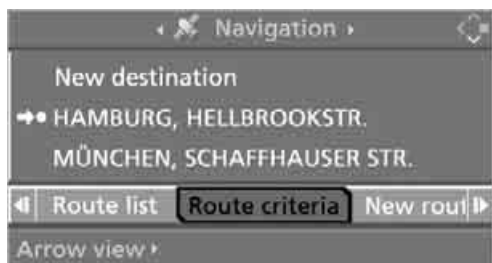 Navigation
New destination
HAMBURG, HELLBROOKSTR.
MÜNCHEN, SCHAFFHAUSER STR.
Route list Route criteria New rout
Arrow view